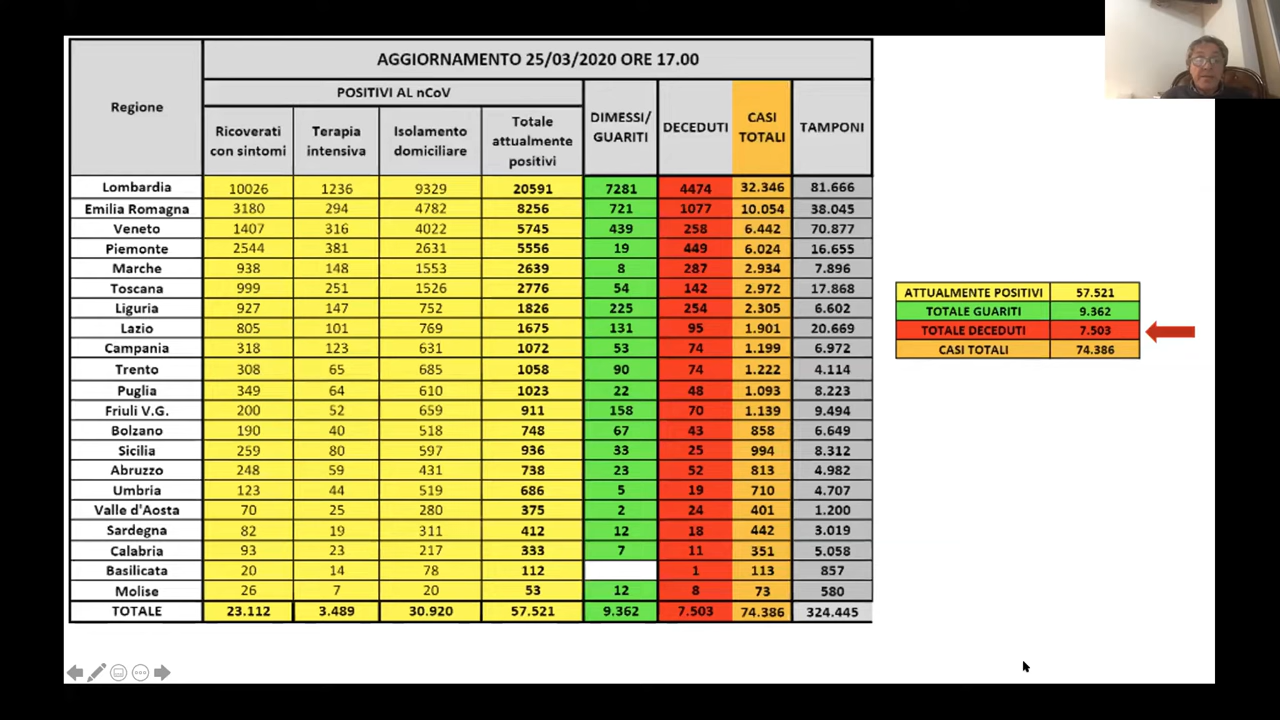 AGGIORNAMENTO 25/03/2020 ORE 17.00
Regione
POSITIVI AL nCoV
Ricoverati con sintomi
Terapia intensiva
Isolamento domiciliare
Totale attualmente positivi
DIMESSI/ GUARITI
DECEDUTI
CASI TOTALI
TAMPONI
Lombardia 10026 1236 9329 20591 7281 4474 32.346 81.666
Emilia Romagna 3180 294 4782 8256 721 1077 10.054 38.045
Veneto 1407 316 4022 5745 439 258 6.442 70.877
Piemonte 2544 381 2631 5556 19 449 6.024 16.655
Marche 938 148 1553 2639 8 287 2.934 7.896
Toscana 999 251 1526 2776 54 142 2.972 17.868
Liguria 927 147 752 1826 225 254 2.305 6.602
Lazio 805 101 769 1675 131 95 1.901 20.669
Campania 318 123 631 1072 53 74 1.199 6.972
Trento 308 65 685 1058 90 74 1.222 4.114
Puglia 349 64 610 1023 22 48 1.093 8.223
Friuli V.G. 200 52 659 911 158 70 1.139 9.494
Bolzano 190 40 518 748 67 43 858 6.649
Sicilia 259 80 597 936 33 25 994 8.312
Abruzzo 248 59 431 738 23 52 813 4.982
Umbria 123 44 519 686 5 19 710 4.707
Valle d'Aosta 70 25 280 375 2 24 401 1.200
Sardegna 82 19 311 412 12 18 442 3.019
Calabria 93 23 217 333 7 11 351 5.058
Basilicata 20 14 78 112 1 113 857
Molise 26 7 20 53 12 8 73 580
TOTALE 23.112 3.489 30.920 57.521 9.362 7.503 74.386 324.445
ATTUALMENTE POSITIVI 57.521
TOTALE GUARITI 9.362
TOTALE DECEDUTI 7.503
CASI TOTALI 74.386